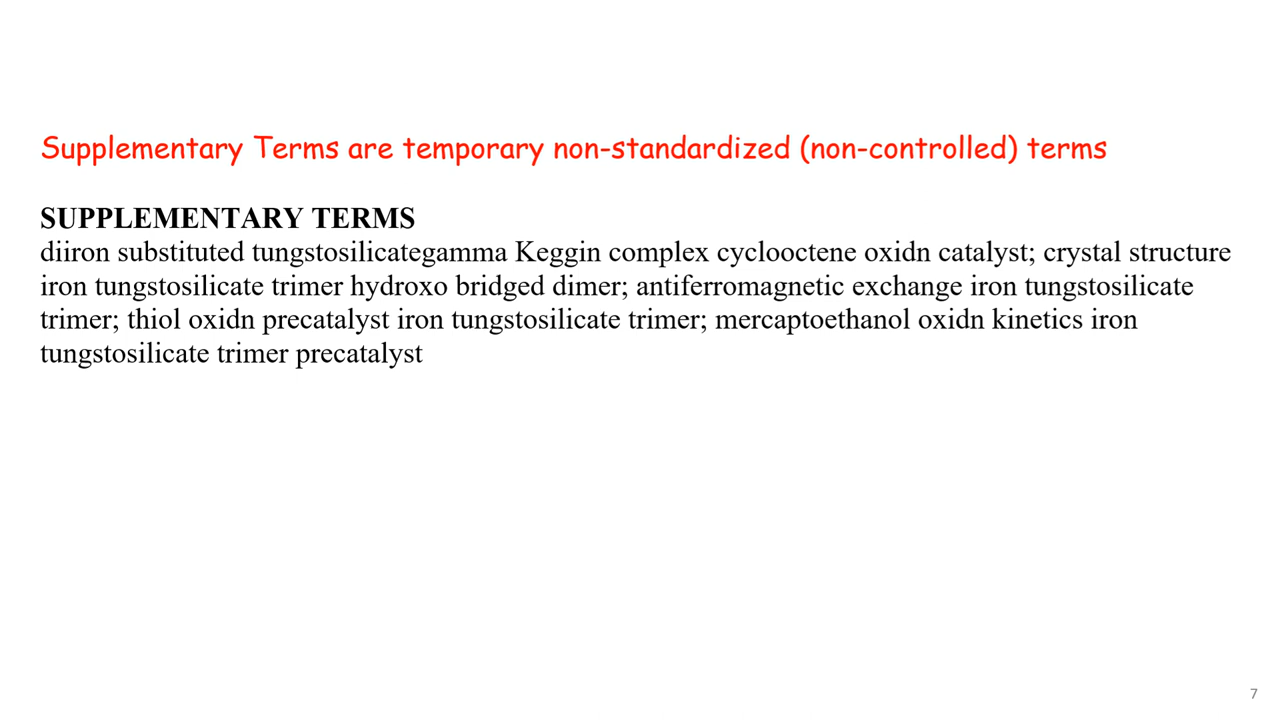 Supplementary Terms are temporary non-standardized (non-controlled) terms
SUPPLEMENTARY TERMS
diiron substituted tungstosilicategamma Keggin complex cyclooctene oxidn catalyst; crystal structure
iron tungstosilicate trimer hydroxo bridged dimer; antiferromagnetic exchange iron tungstosilicate
trimer; thiol oxidn precatalyst iron tungstosilicate trimer; mercaptoethanol oxidn kinetics iron
tungstosilicate trimer precatalyst
7